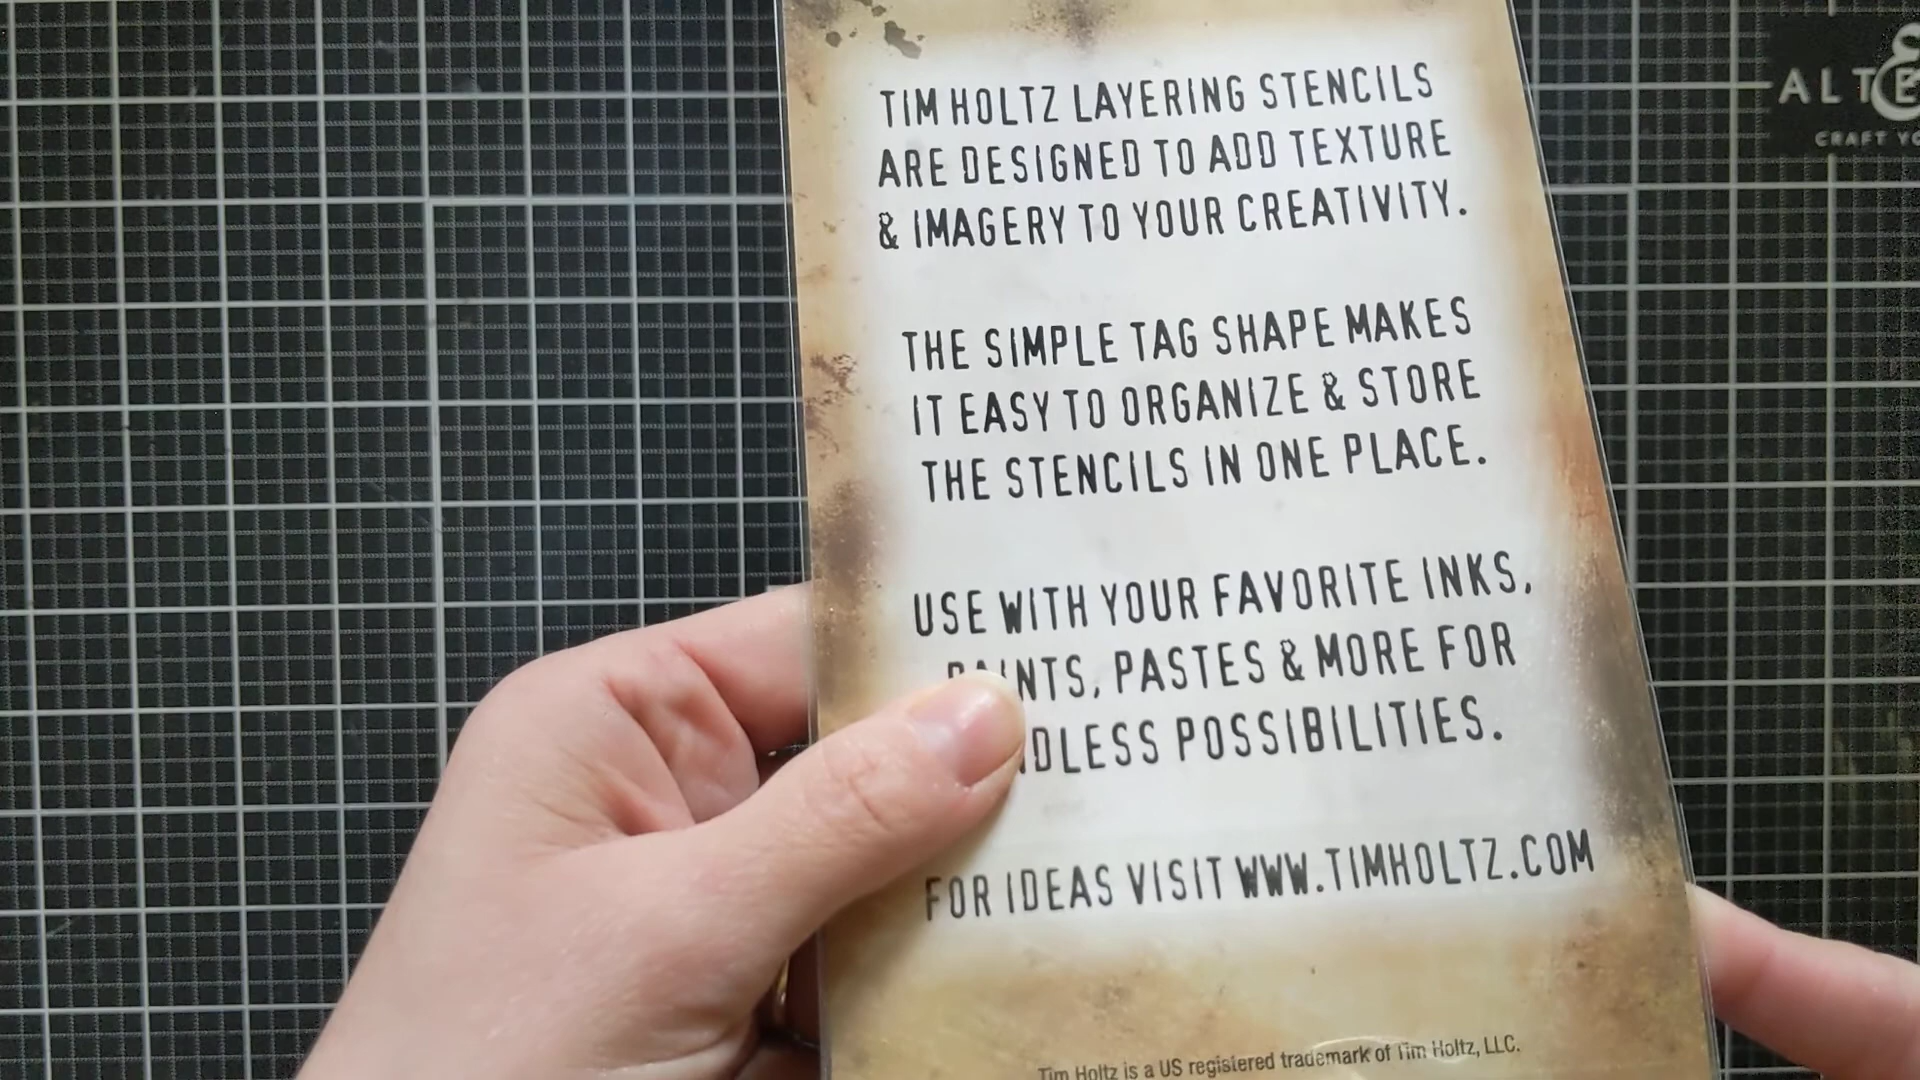 TIM HOLTZ LAYERING STENCILS
ARE DESIGNED TO ADD TEXTURE
& IMAGERY TO YOUR CREATIVITY.
THE SIMPLE TAG SHAPE MAKES
IT EASY TO ORGANIZE & STORE
THE STENCILS IN ONE PLACE.
USE WITH YOUR FAVORITE INKS,
PAINTS, PASTES & MORE FOR
POSSIBILITIES.
FOR IDEAS VISIT WWW.TIMHOLTZ.COM
Tim Holtz is a US registered trademark of Tim Holtz, LLC.
CRAFT